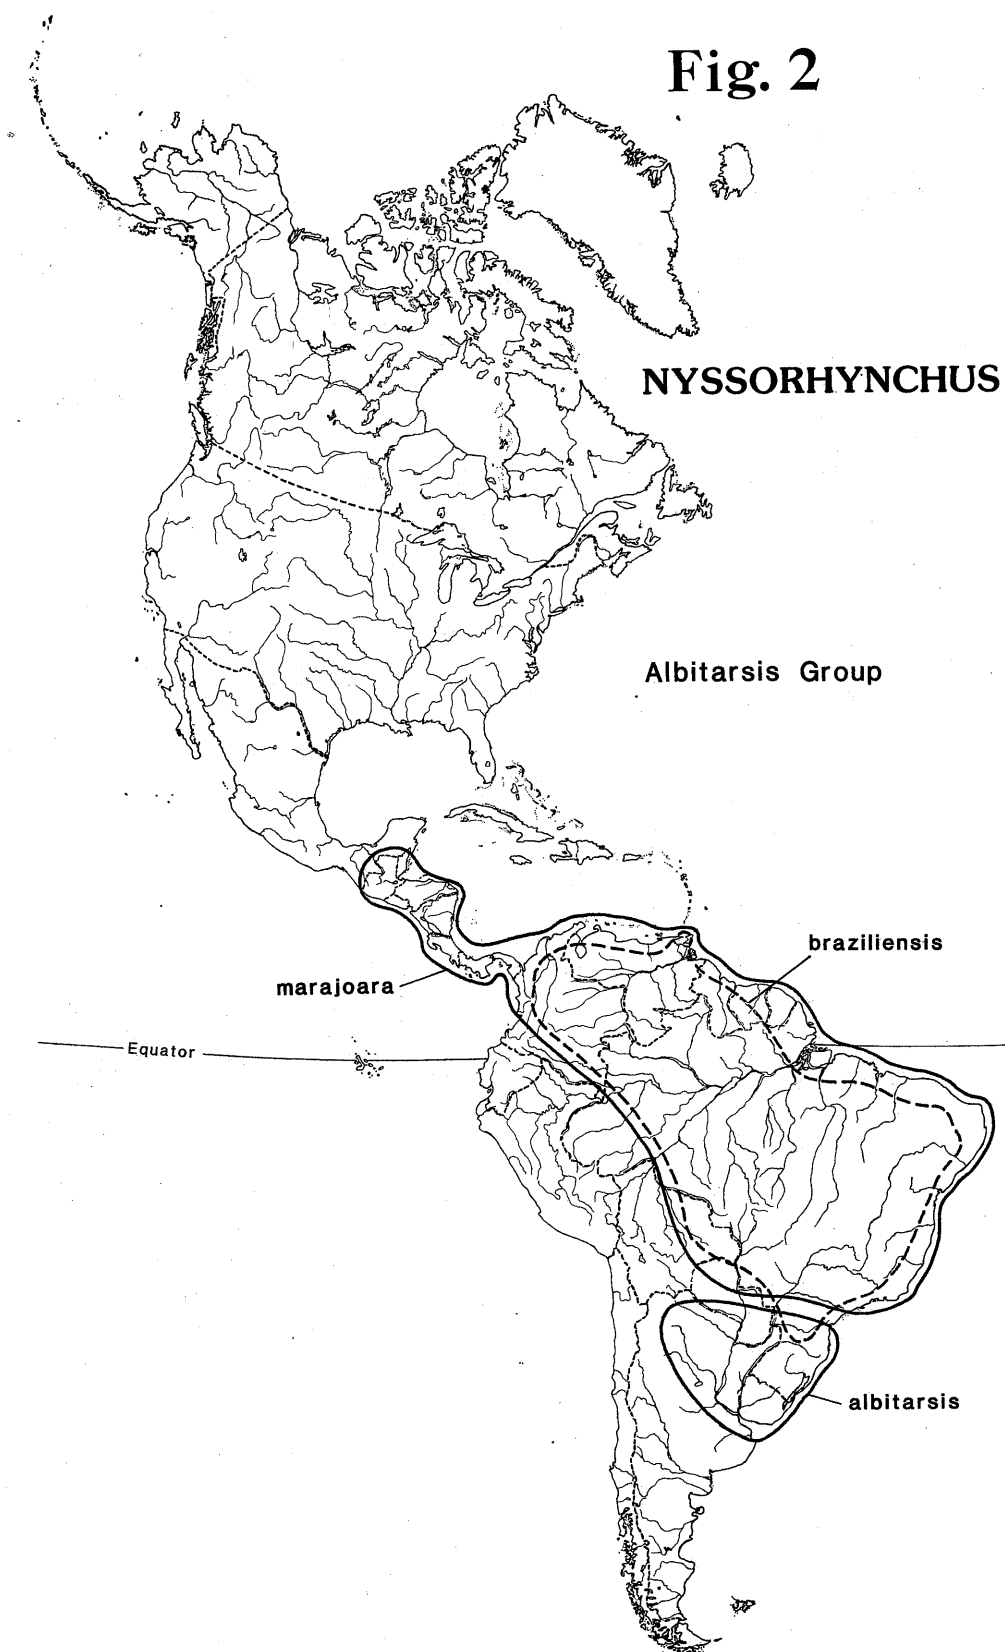 Fig. 2
NYSSORHYNCHUS
Albitarsis Group
braziliensis
marajoara
Equator
albitarsis